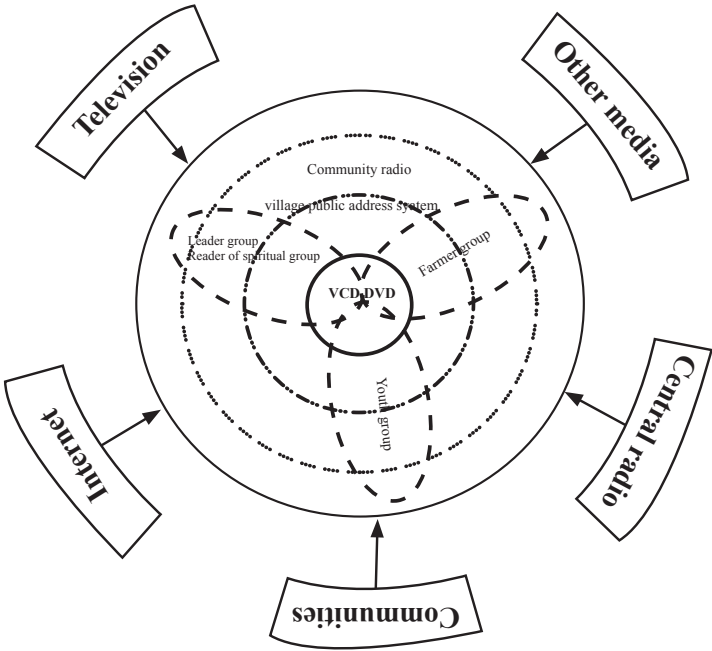 Television
Other media
Community radio
village public address system
Leader group
Reader of spiritual group
Farmer group
VCD DVD
Youth group
Internet
Central radio
Communities